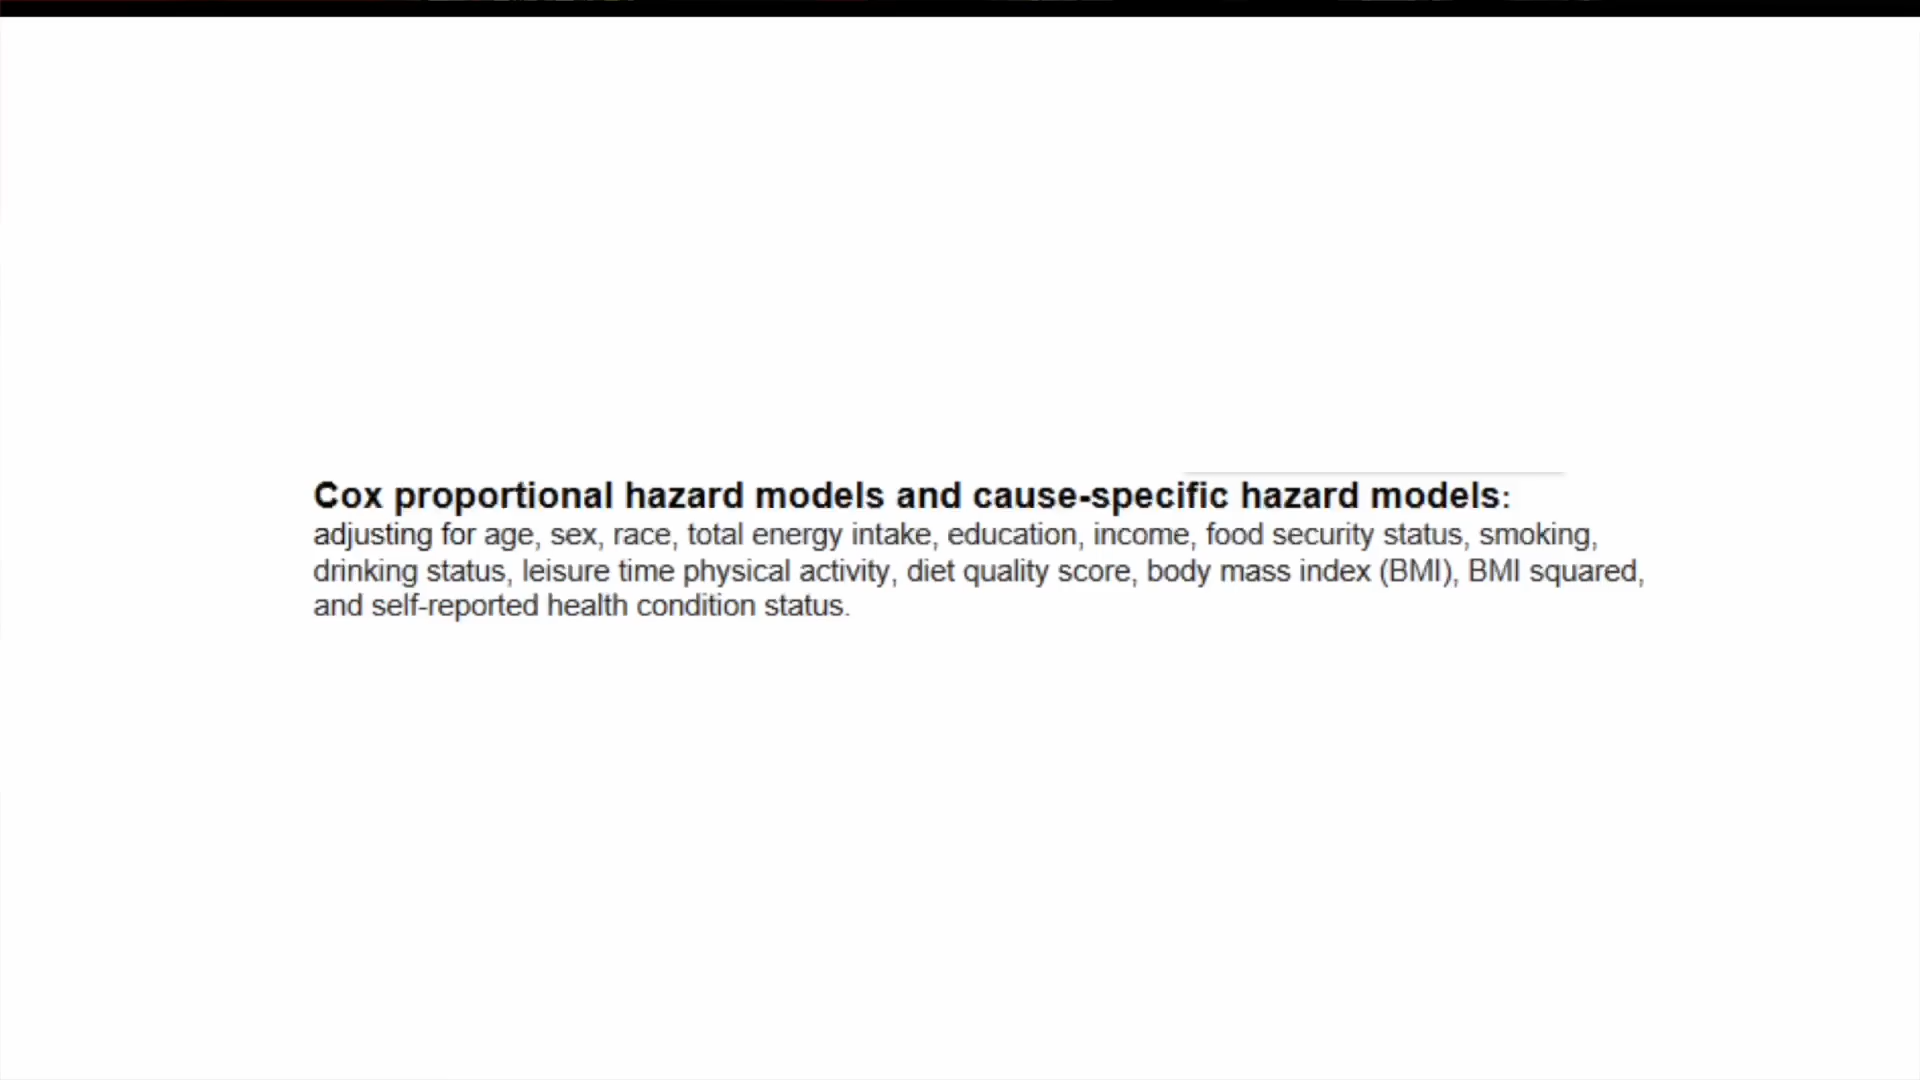 Cox proportional hazard models and cause-specific hazard models:
adjusting for age, sex, race, total energy intake, education, income, food security status, smoking,
drinking status, leisure time physical activity, diet quality score, body mass index (BMI), BMI squared,
and self-reported health condition status.